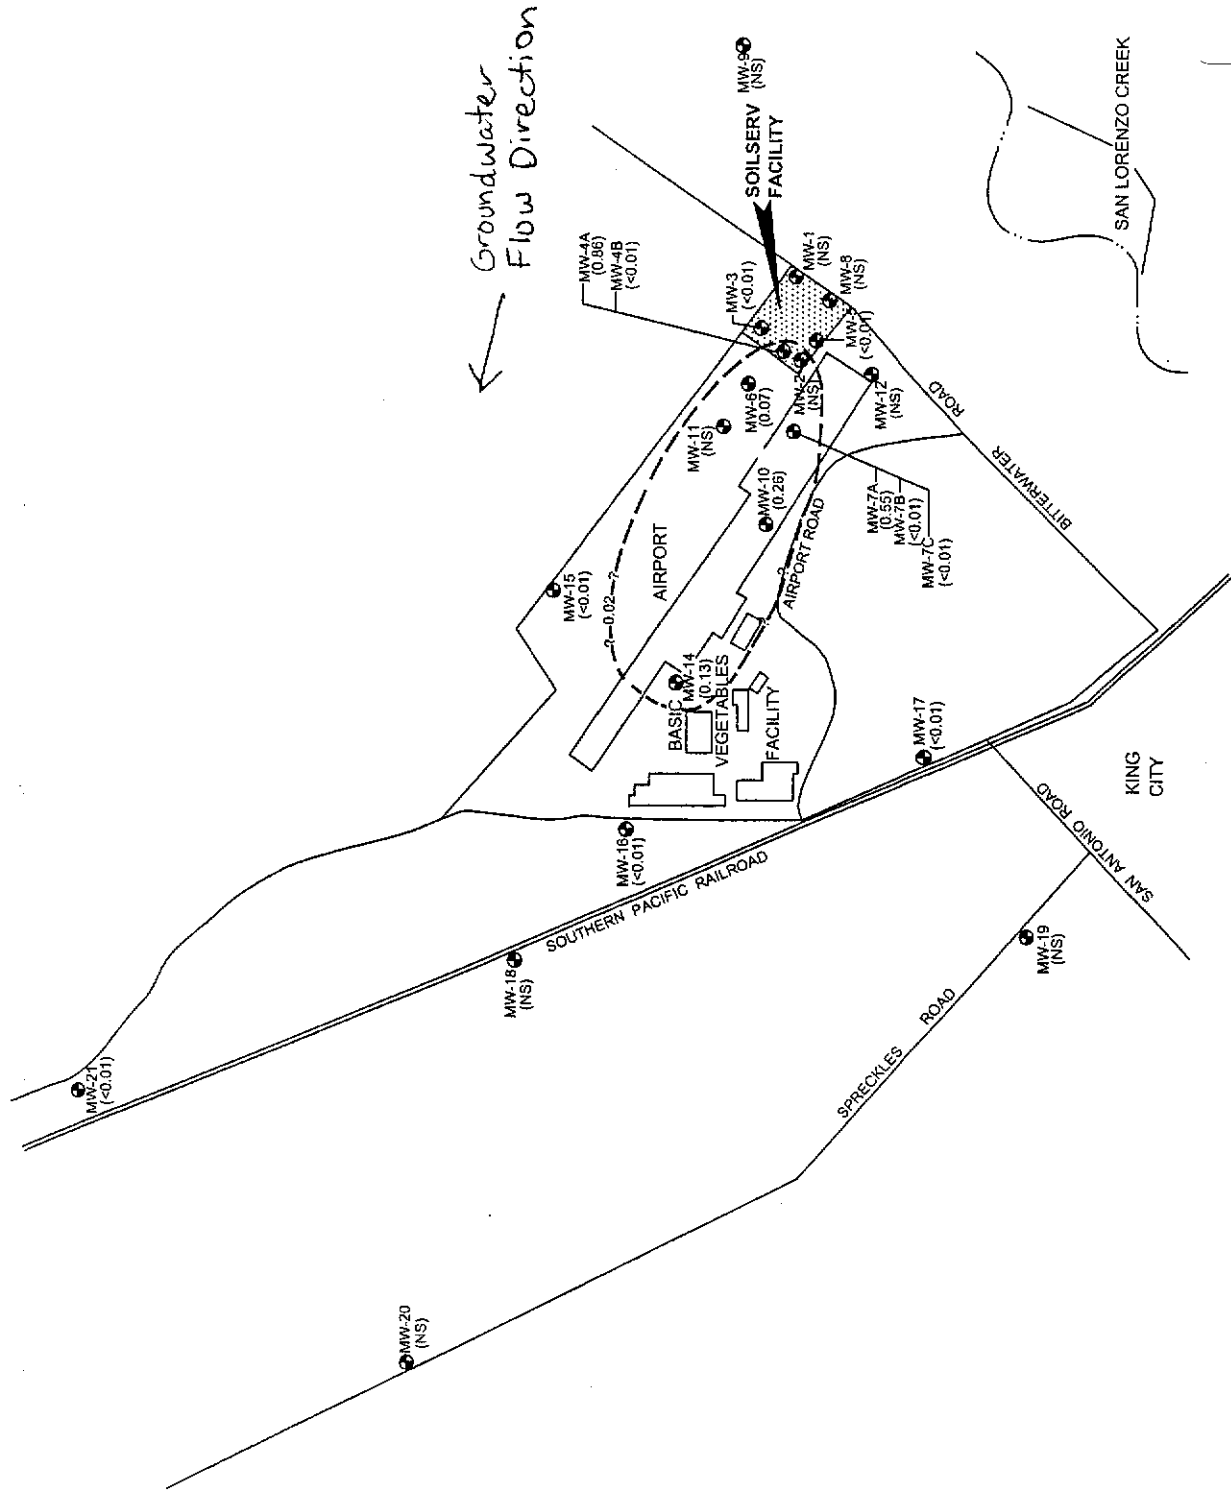 Groundwater
Flow Direction
MW-9
(NS)
SOILSERV
FACILITY
MW-4A
(0.86)
MW-4B
(<0.01)
MW-3
(<0.01)
MW-1
(NS)
MW-8
(NS)
(<0.01)
MW-2
(NS)
MW-12
(NS)
MW-6
(0.07)
MW-11
(NS)
MW-10
(0.26)
MW-7A
(0.55)
MW-7B
(<0.01)
MW-7C
(<0.01)
SAN LORENZO CREEK
BITTERWATER
ROAD
AIRPORT ROAD
AIRPORT
MW-15
(<0.01)
?
0.02
?
?
?
MW-14
(0.13)
BASIC
VEGETABLES
FACILITY
MW-17
(<0.01)
KING
CITY
SAN ANTONIO ROAD
MW-16
(<0.01)
SOUTHERN PACIFIC RAILROAD
MW-18
(NS)
MW-19
(NS)
SPRECKLES
ROAD
MW-21
(<0.01)
MW-20
(NS)